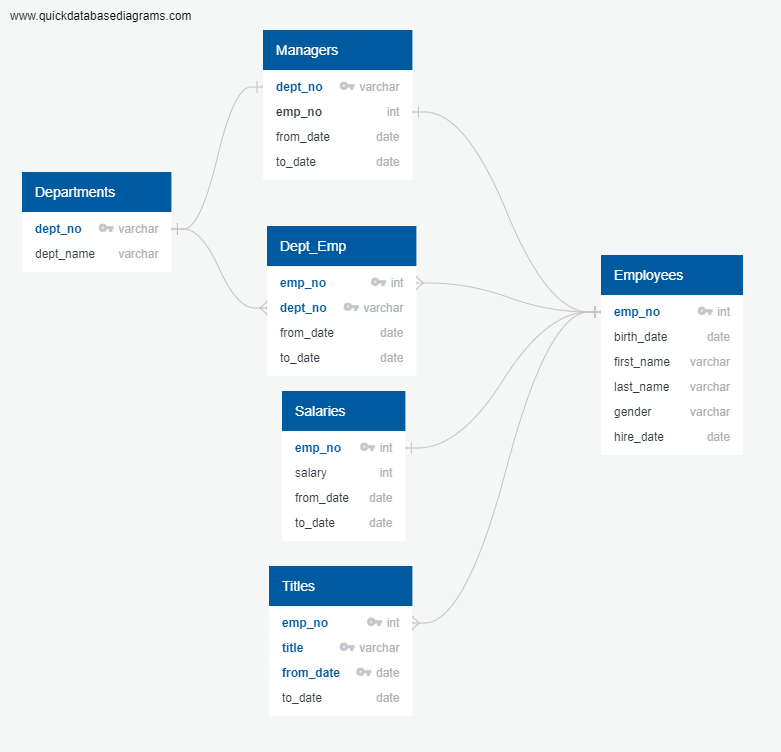 www.quickdatabasediagrams.com
Managers
dept_no varchar
emp_no int
from_date date
to_date date
Departments
dept_no varchar
dept_name varchar
Dept_Emp
emp_no int
dept_no varchar
from_date date
to_date date
Employees
emp_no int
birth_date date
first_name varchar
last_name varchar
gender varchar
hire_date date
Salaries
emp_no int
salary int
from_date date
to_date date
Titles
emp_no int
title varchar
from_date date
to_date date